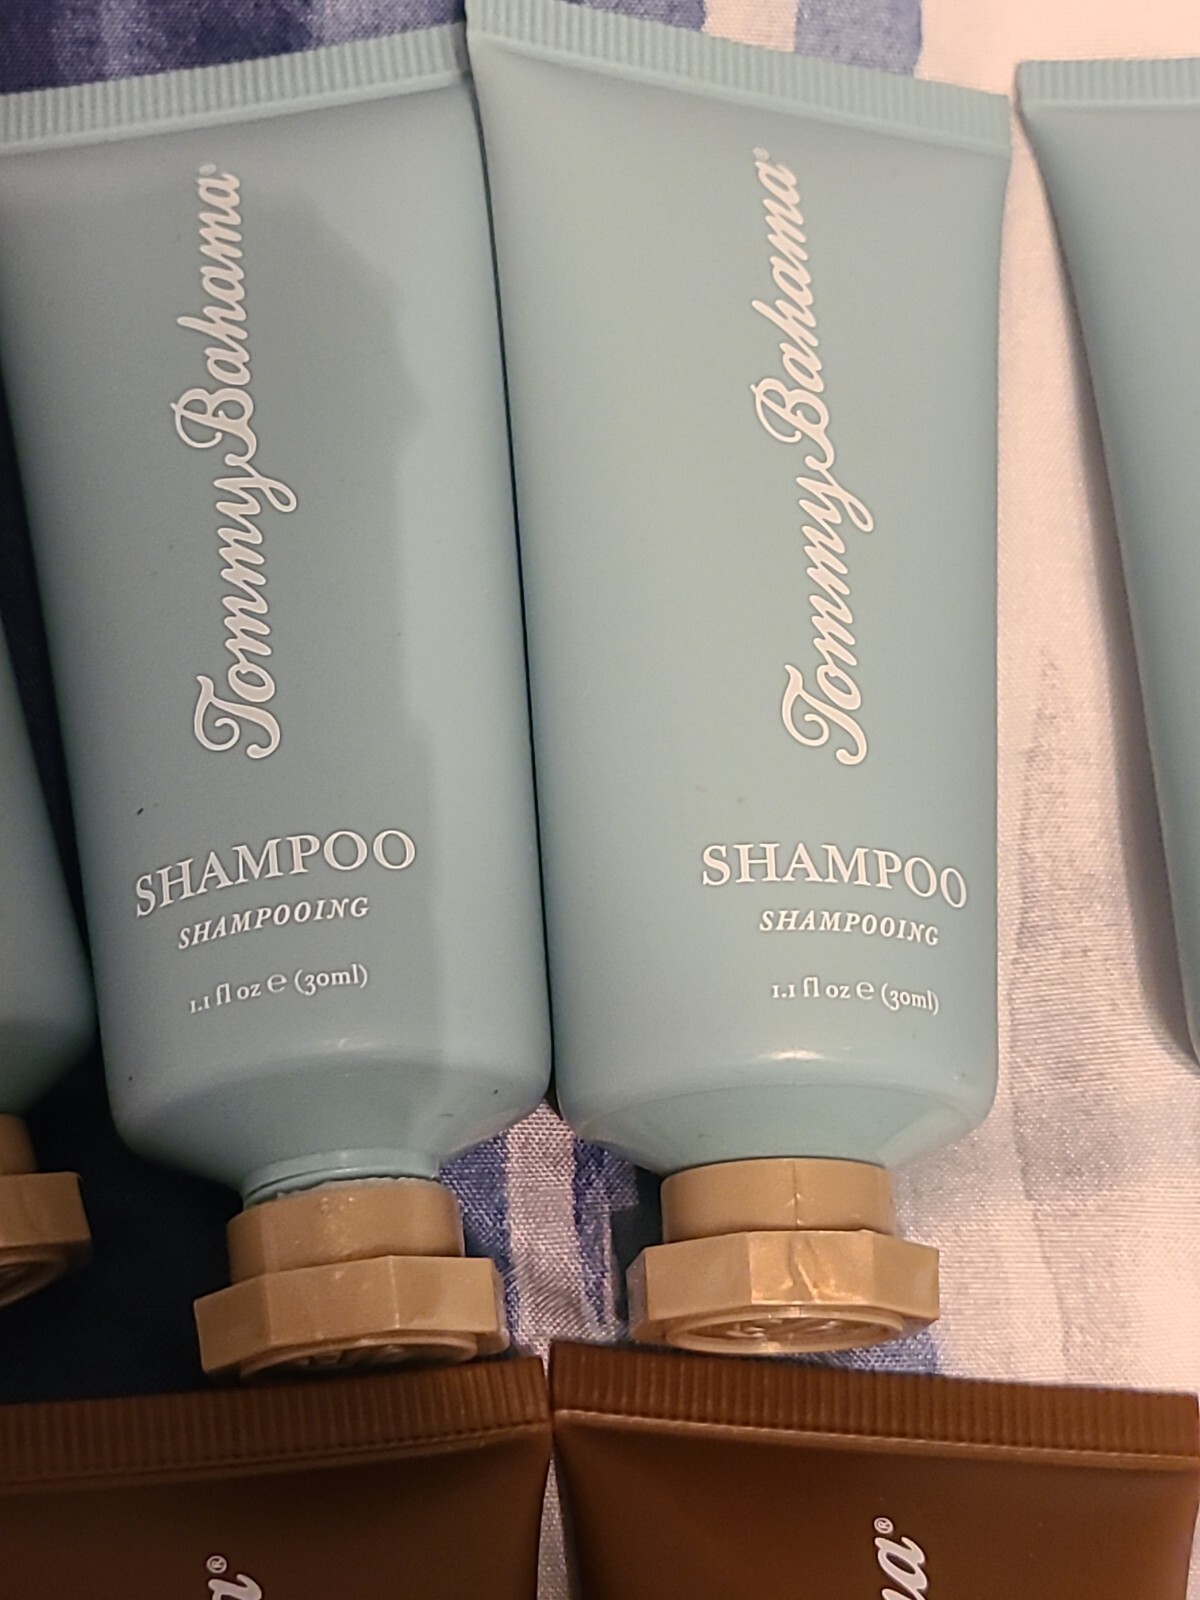 TommyBahama®
SHAMPOO
SHAMPOOING
1.1 fl oz ℮ (30ml)
TommyBahama®
SHAMPOO
SHAMPOOING
1.1 fl oz ℮ (30ml)